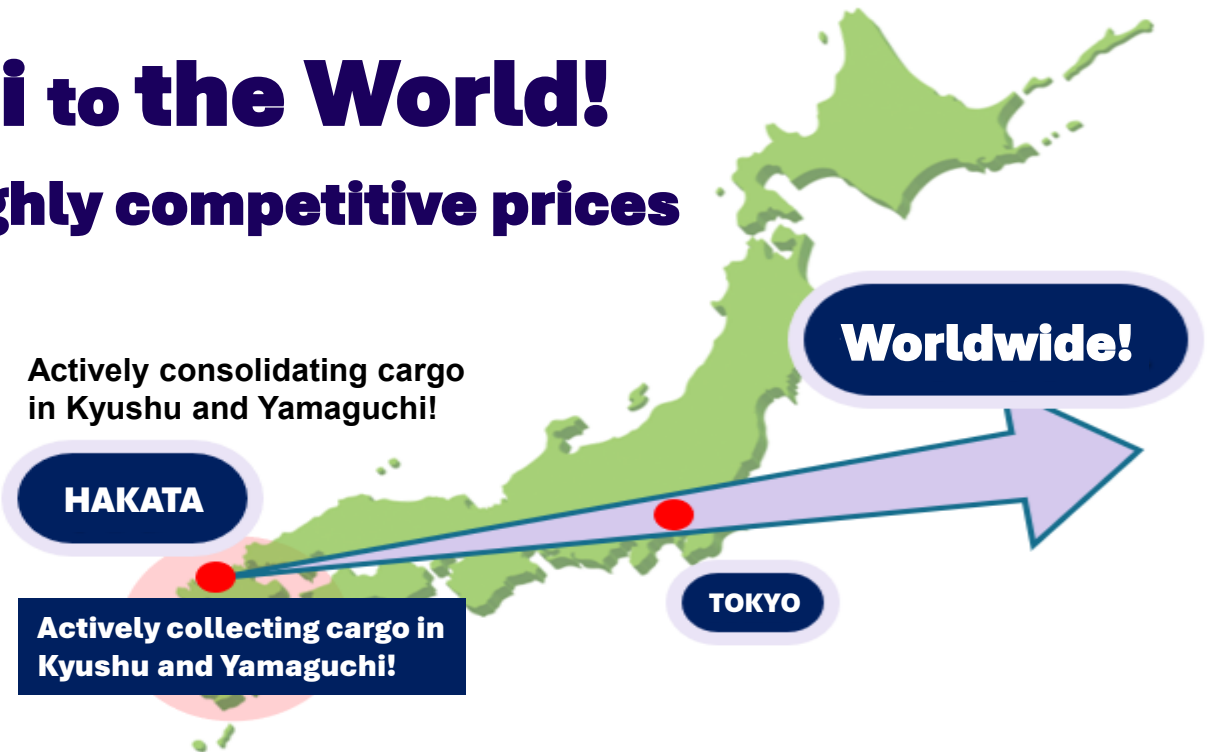 i to the World!
ghly competitive prices
Worldwide!
Actively consolidating cargo
in Kyushu and Yamaguchi!
HAKATA
TOKYO
Actively collecting cargo in
Kyushu and Yamaguchi!